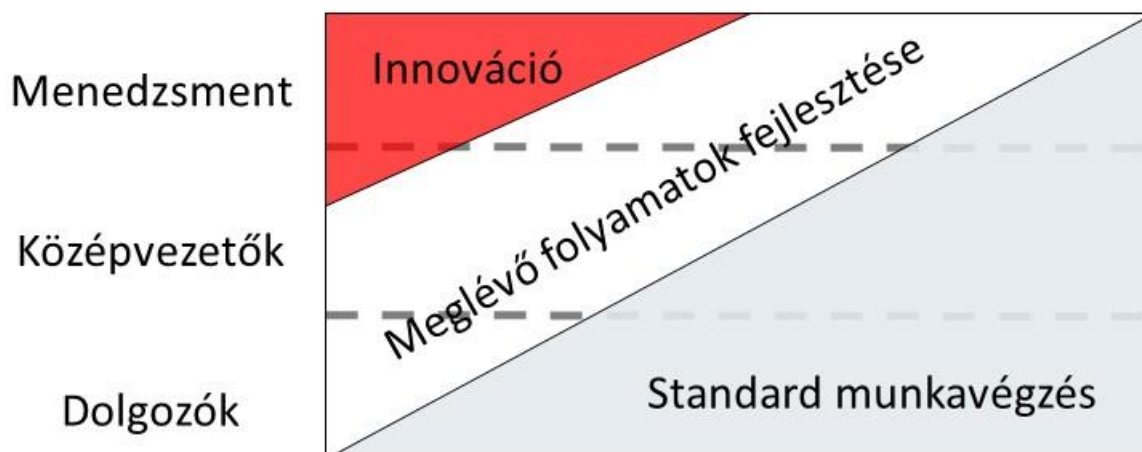 Innováció
Menedzsment
Meglévő folyamatok fejlesztése
Középvezetők
Standard munkavégzés
Dolgozók